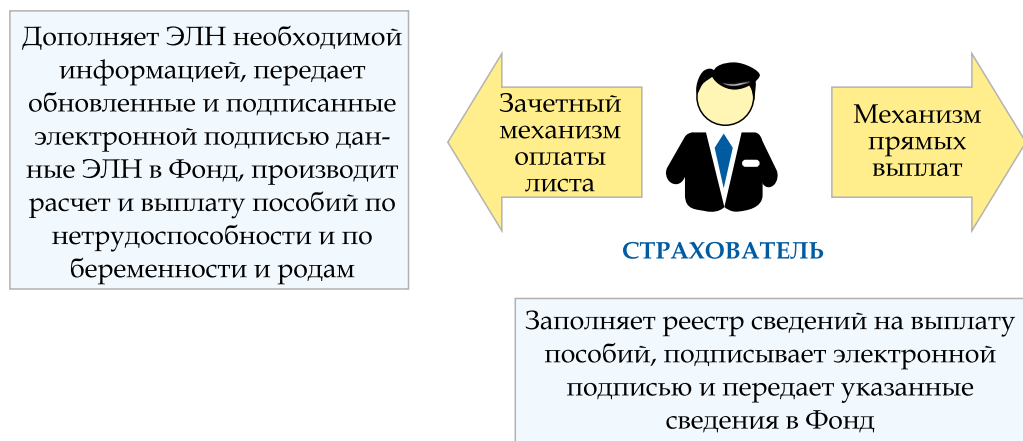 Дополняет ЭЛН необходимой
информацией, передает
обновленные и подписанные
электронной подписью дан-
ные ЭЛН в Фонд, производит
расчет и выплату пособий по
нетрудоспособности и по
беременности и родам
Зачетный
механизм
оплаты
листа
Механизм
прямых
выплат
СТРАХОВАТЕЛЬ
Заполняет реестр сведений на выплату
пособий, подписывает электронной
подписью и передает указанные
сведения в Фонд